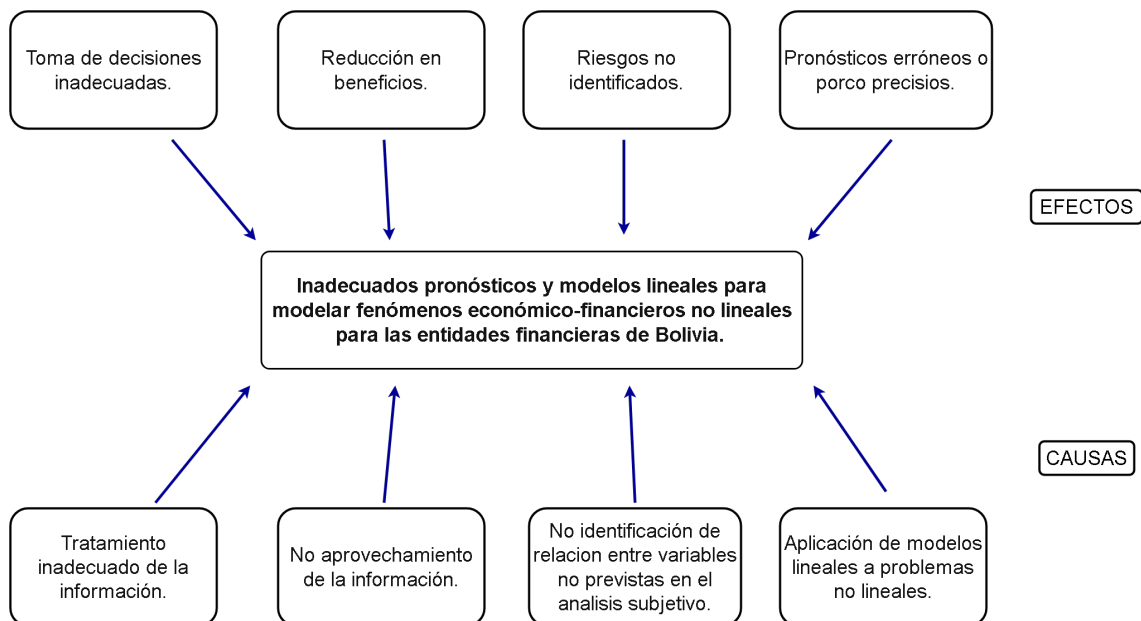 Toma de decisiones
inadecuadas.
Reducción en
beneficios.
Riesgos no
identificados.
Pronósticos erróneos o
porco precisios.
EFECTOS
Inadecuados pronósticos y modelos lineales para
modelar fenómenos económico-financieros no lineales
para las entidades financieras de Bolivia.
CAUSAS
Tratamiento
inadecuado de la
información.
No aprovechamiento
de la información.
No identificación de
relacion entre variables
no previstas en el
analisis subjetivo.
Aplicación de modelos
lineales a problemas
no lineales.